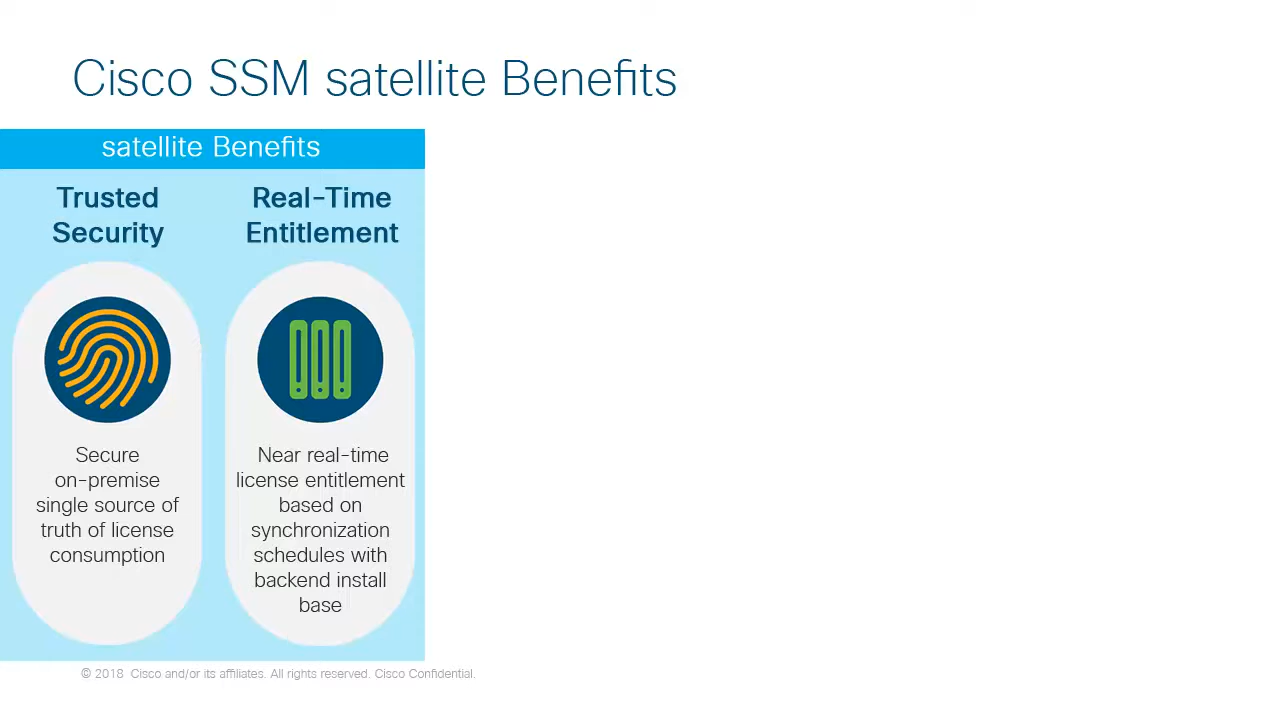 Cisco SSM satellite Benefits
satellite Benefits
Trusted
Security
Secure
on-premise
single source of
truth of license
consumption
Real-Time
Entitlement
Near real-time
license entitlement
based on
synchronization
schedules with
backend install
base
© 2018 Cisco and/or its affiliates. All rights reserved. Cisco Confidential.